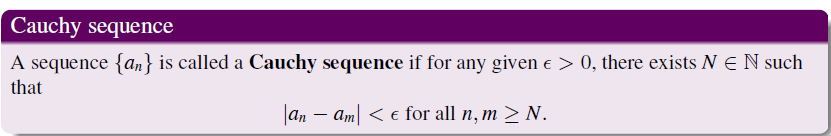 Cauchy sequence
A sequence {aₙ} is called a Cauchy sequence if for any given ϵ > 0, there exists N ∈ ℕ such
that
|aₙ − aₘ| < ϵ for all n, m ≥ N.